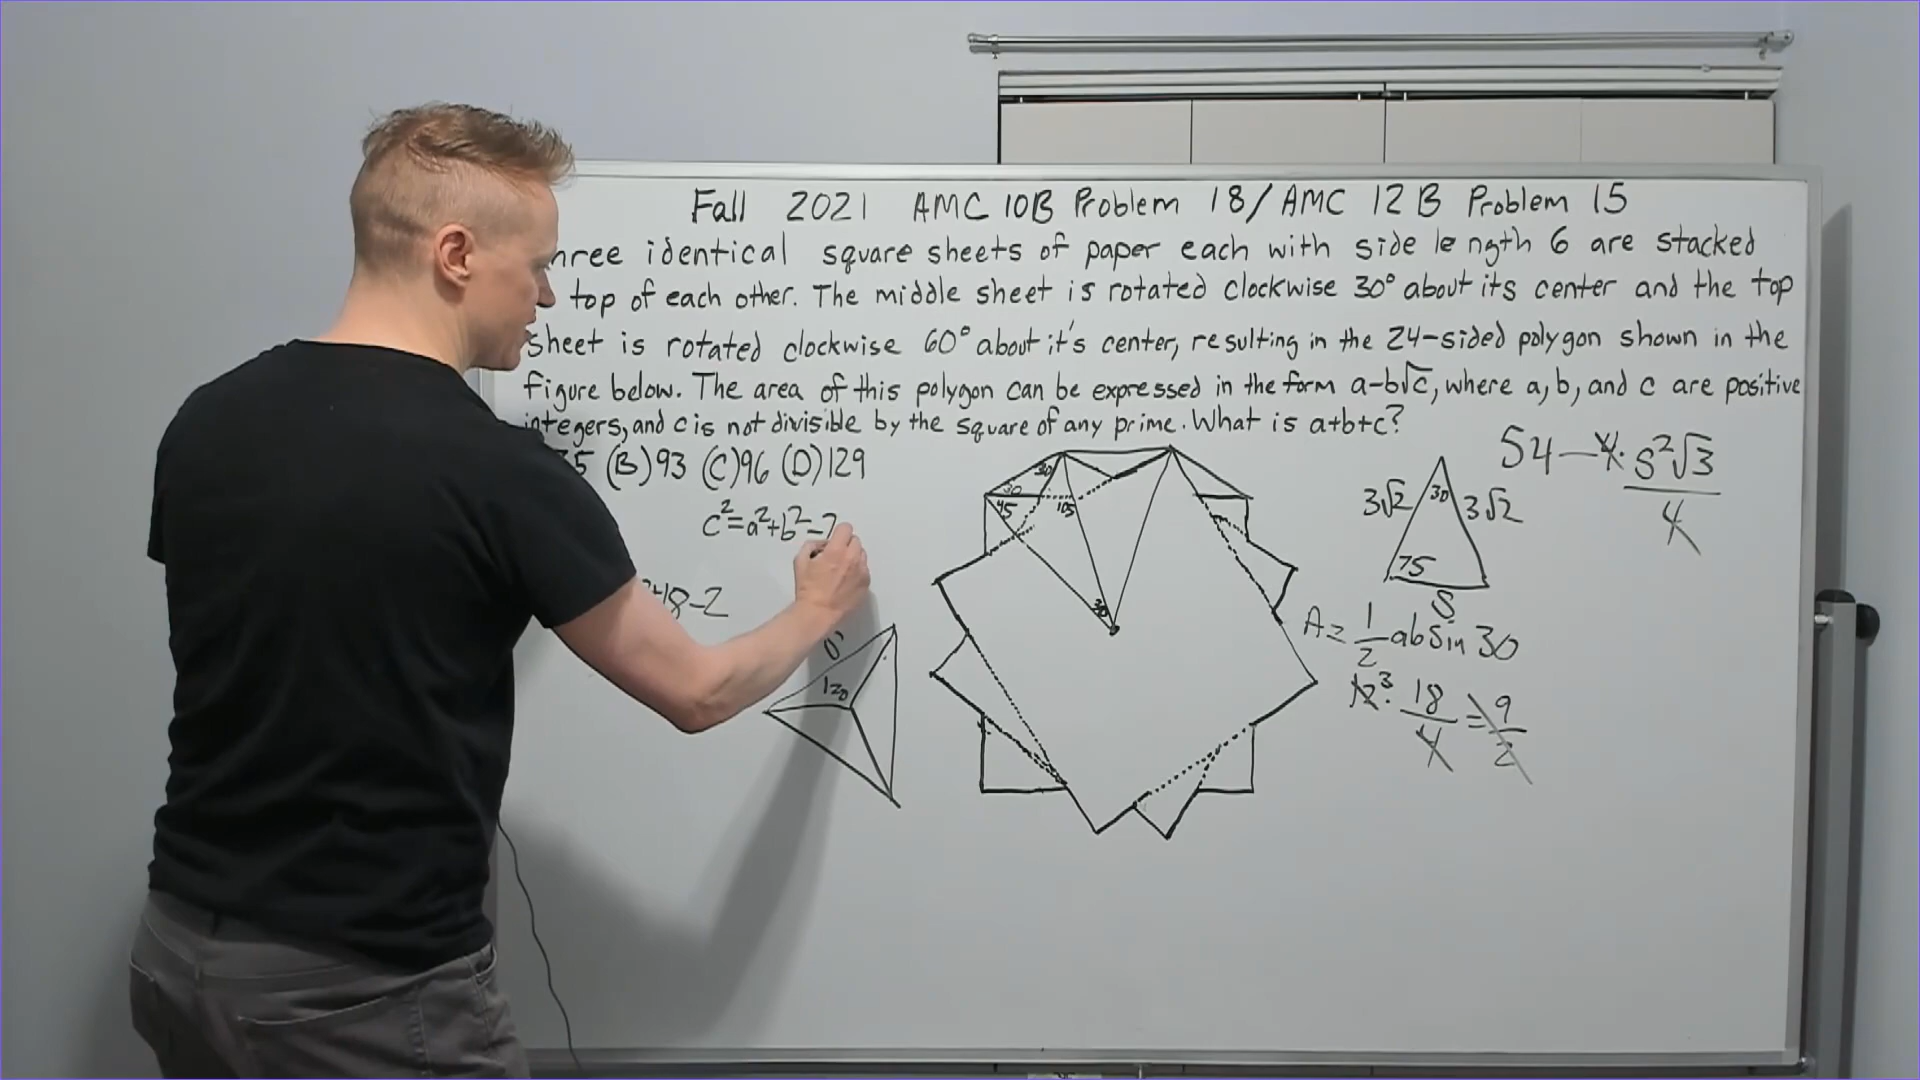 Fall 2021 AMC 10B Problem 18/AMC 12B Problem 15
identical square sheets of paper each with side length 6 are stacked
top of each other. The middle sheet is rotated clockwise 30° about its center and the top
sheet is rotated clockwise 60° about it's center, resulting in the 24-sided polygon shown in the
figure below. The area of this polygon can be expressed in the form a-b√c, where a, b, and c are positive
integers, and c is not divisible by the square of any prime. What is a+b+c?
(B) 93 (C) 96 (D) 129
c²=a²+b²-2
+18-2
120
30
30
45
105
30
54-4·s²√3/4
3√2
30
3√2
75
S
A=1/2 ab sin 30
12³·18/4=9/2